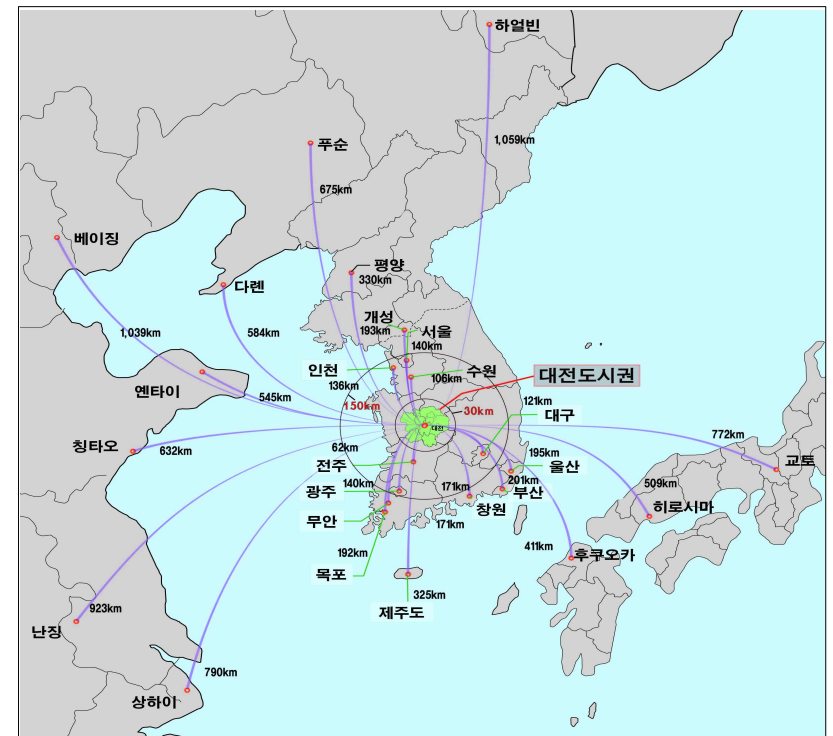 하얼빈
1,059km
푸순
675km
베이징
평양
330km
다롄
개성
193km
서울
1,039km
584km
140km
인천
수원
대전도시권
136km
106km
옌타이
545km
150km
30km
121km
대구
대전
772km
칭타오
632km
62km
195km
교토
전주
울산
140km
171km
201km
509km
광주
부산
히로시마
무안
171km
창원
192km
411km
후쿠오카
목포
325km
923km
제주도
난징
790km
상하이